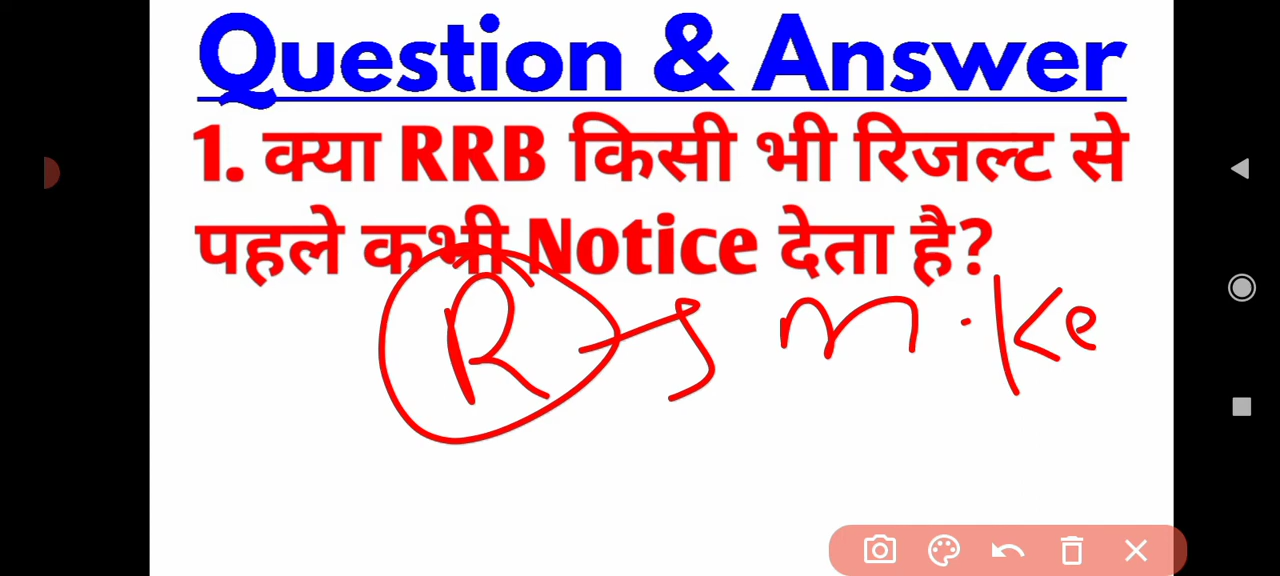 Question & Answer
1. क्या RRB किसी भी रिजल्ट से
पहले कभी Notice देता है?
R